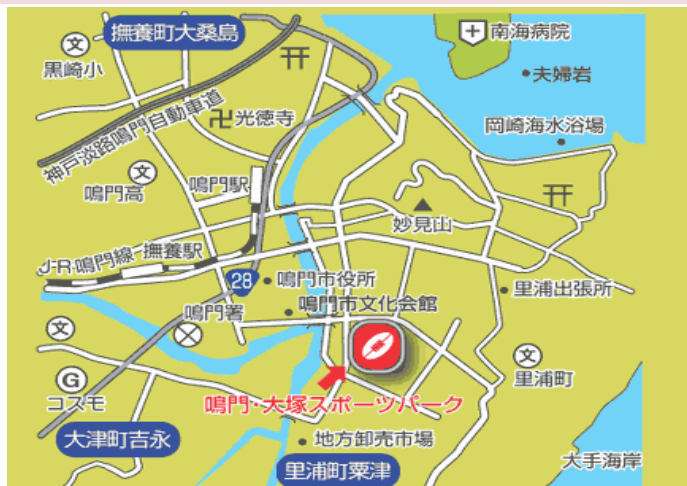 撫養町大桑島
文
黒崎小
南海病院
夫婦岩
神戸淡路鳴門自動車道
光徳寺
岡崎海水浴場
文
鳴門高
鳴門駅
妙見山
J-R-鳴門線
撫養駅
28
鳴門市役所
里浦出張所
鳴門署
鳴門市文化会館
文
文
里浦町
G
コスモ
鳴門・大塚スポーツパーク
大津町吉永
地方卸売市場
里浦町粟津
大手海岸